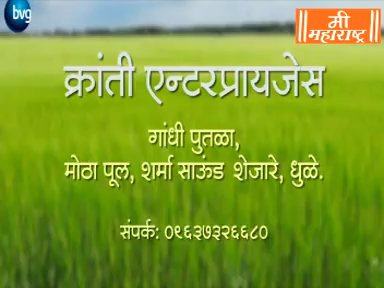 bvg
॥ मी ॥
महाराष्ट्र
क्रांती एन्टरप्रायजेस
गांधी पुतळा,
मोठा पूल, शर्मा साऊंड शेजारे, धुळे.
संपर्क: ०९६३७३२६६८०